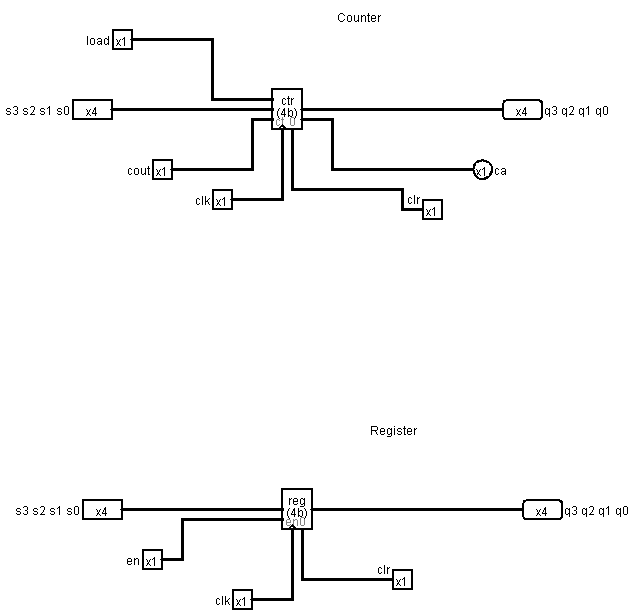 Counter
load x1
s3 s2 s1 s0 x4
ctr
(4b)
ct 0
x4 q3 q2 q1 q0
cout x1
x1 ca
clk x1
clr
x1
Register
s3 s2 s1 s0 x4
reg
(4b)
en0
x4 q3 q2 q1 q0
en x1
clr
x1
clk x1